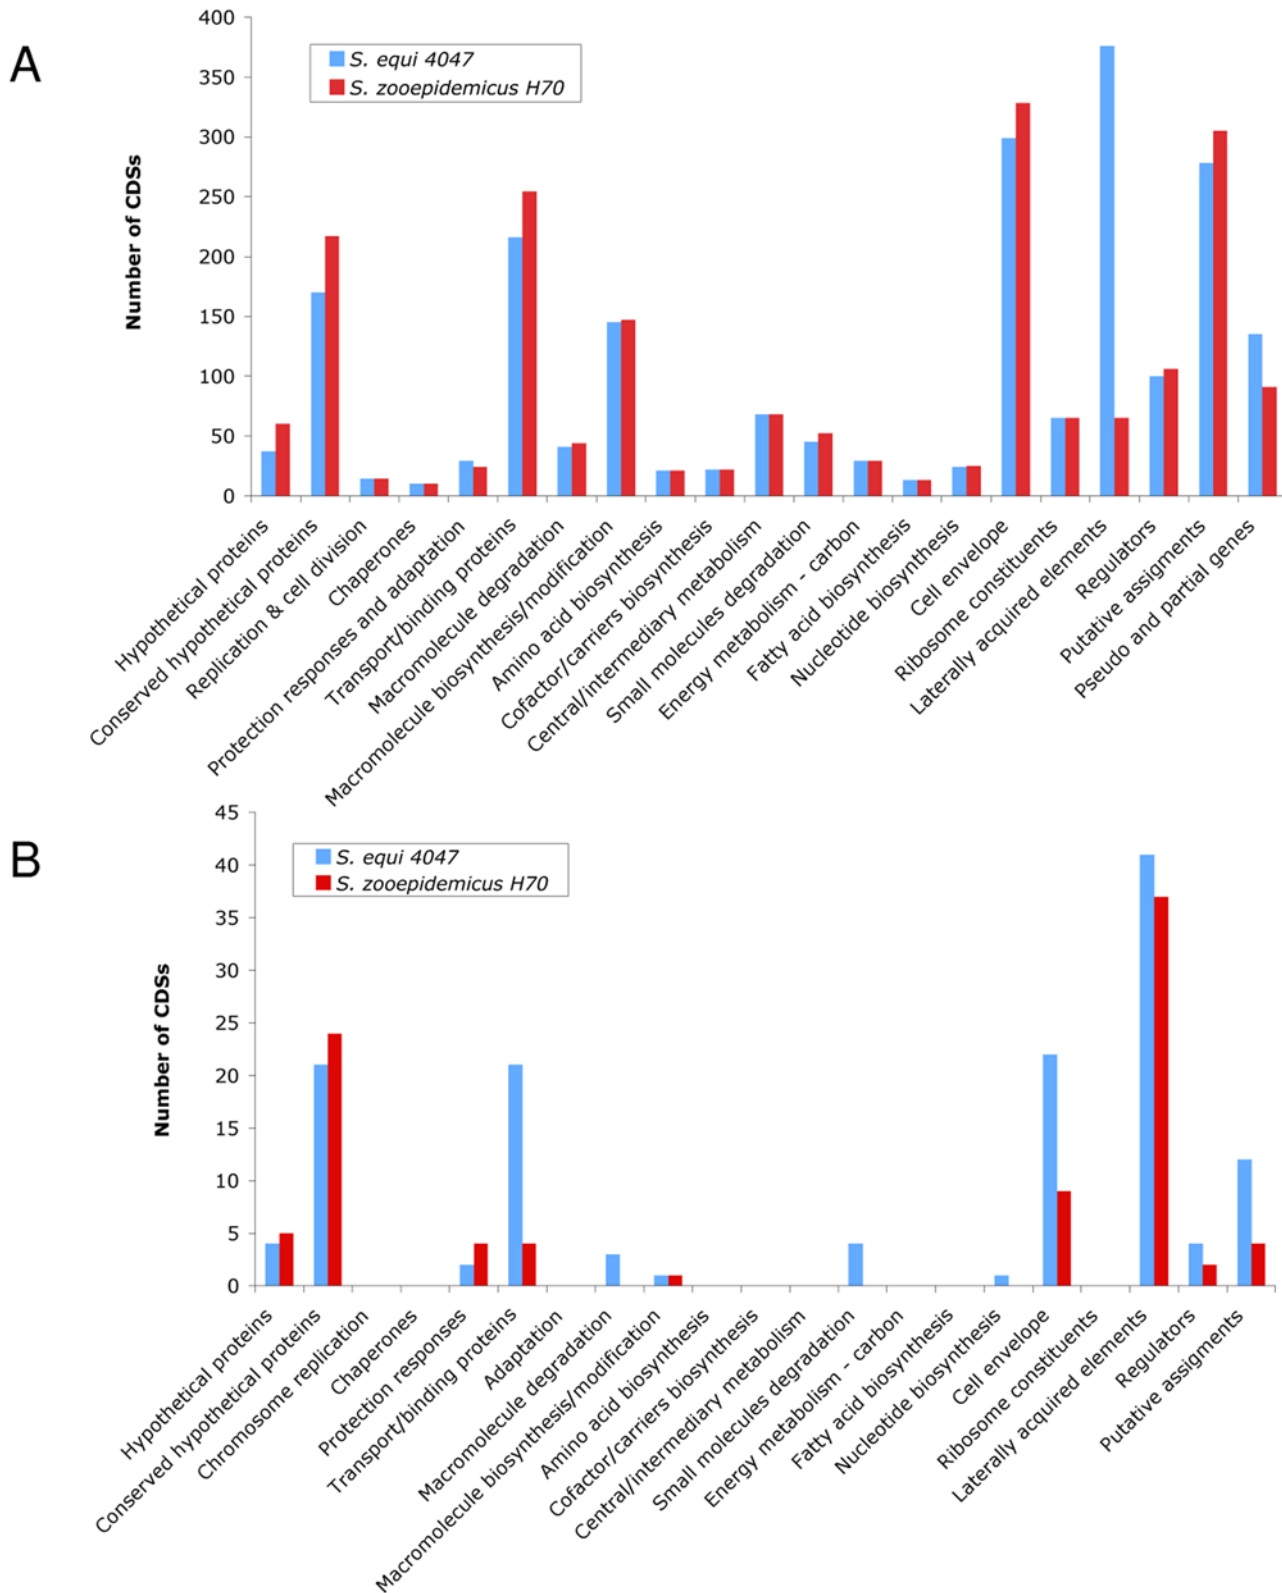 A
400
350
300
250
200
150
100
50
0
Number of CDSs
S. equi 4047
S. zooepidemicus H70
Hypothetical proteins
Conserved hypothetical proteins
Replication & cell division
Chaperones
Protection responses and adaptation
Transport/binding proteins
Macromolecule degradation
Macromolecule biosynthesis/modification
Amino acid biosynthesis
Cofactor/carriers biosynthesis
Central/intermediary metabolism
Small molecules degradation
Energy metabolism - carbon
Fatty acid biosynthesis
Nucleotide biosynthesis
Cell envelope
Ribosome constituents
Laterally acquired elements
Regulators
Putative assigments
Pseudo and partial genes
B
45
40
35
30
25
20
15
10
5
0
Number of CDSs
S. equi 4047
S. zooepidemicus H70
Hypothetical proteins
Conserved hypothetical proteins
Chromosome replication
Chaperones
Protection responses
Transport/binding proteins
Adaptation
Macromolecule degradation
Macromolecule biosynthesis/modification
Amino acid biosynthesis
Cofactor/carriers biosynthesis
Central/intermediary metabolism
Small molecules degradation
Energy metabolism - carbon
Fatty acid biosynthesis
Nucleotide biosynthesis
Cell envelope
Ribosome constituents
Laterally acquired elements
Regulators
Putative assigments